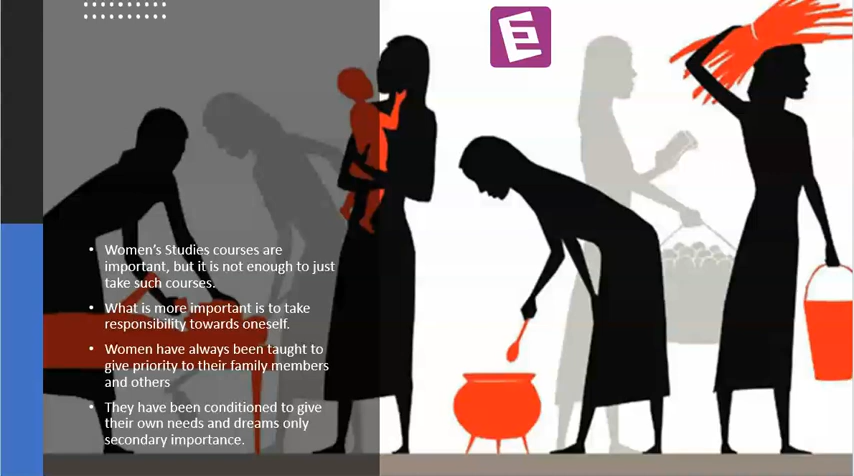 • Women's Studies courses are
important, but it is not enough to just
take such courses.
• What is more important is to take
responsibility towards oneself.
• Women have always been taught to
give priority to their family members
and others
• They have been conditioned to give
their own needs and dreams only
secondary importance.